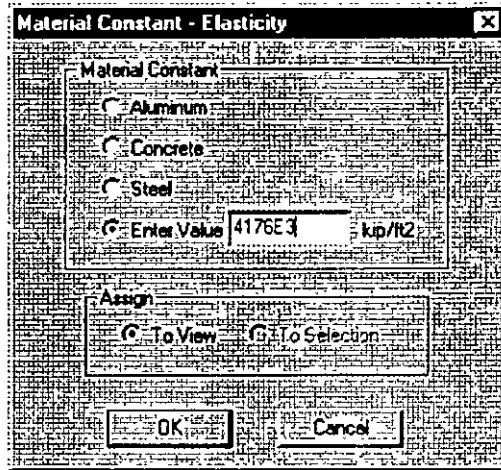 Material Constant - Elasticity
Material Constant
Aluminum
Concrete
Steel
Enter Value 4176E3 kip/ft2
Assign
To View To Selection
OK Cancel